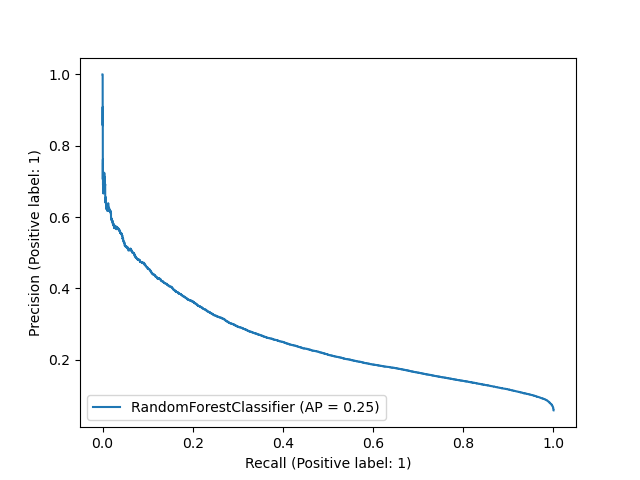 1.0
0.8
0.6
0.4
0.2
Precision (Positive label: 1)
RandomForestClassifier (AP = 0.25)
0.0 0.2 0.4 0.6 0.8 1.0
Recall (Positive label: 1)